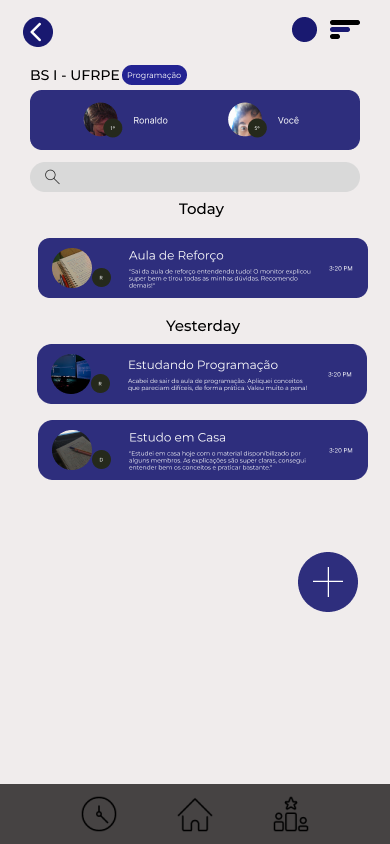 BS I - UFRPE Programação
1º Ronaldo 5º Você
Today
Aula de Reforço
"Saí da aula de reforço entendendo tudo! O monitor explicou
super bem e tirou todas as minhas dúvidas. Recomendo
demais!"
3:20 PM
R
Yesterday
Estudando Programação
Acabei de sair da aula de programação. Apliquei conceitos
que pareciam difíceis, de forma prática. Valeu muito a pena!
3:20 PM
R
Estudo em Casa
"Estudei em casa hoje com o material disponibilizado por
alguns membros. As explicações são super claras, consegui
entender bem os conceitos e praticar bastante."
3:20 PM
D